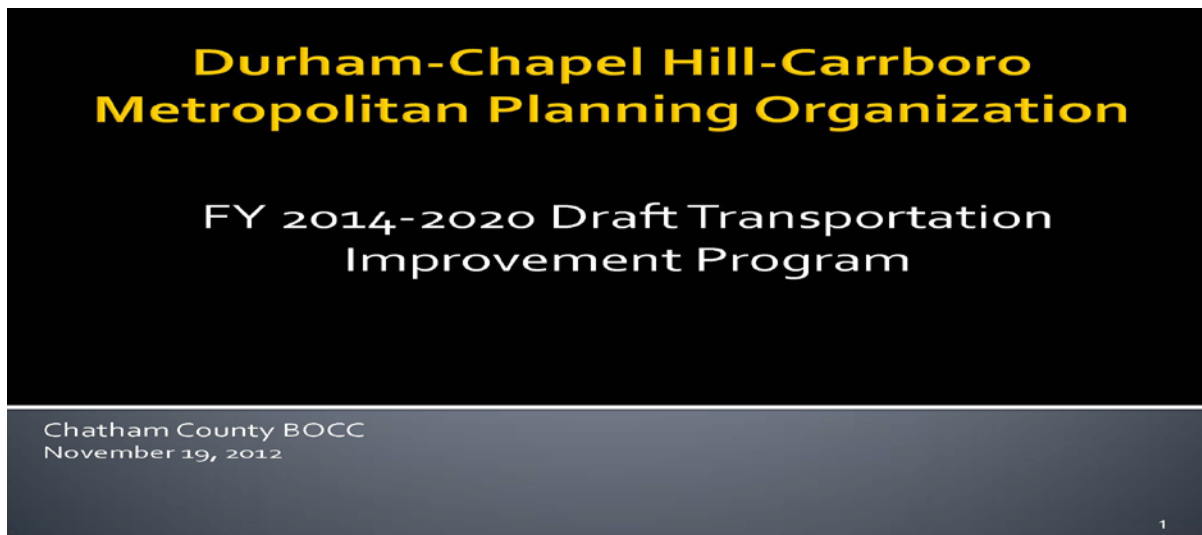 Durham-Chapel Hill-Carrboro
Metropolitan Planning Organization
FY 2014-2020 Draft Transportation
Improvement Program
Chatham County BOCC
November 19, 2012
1